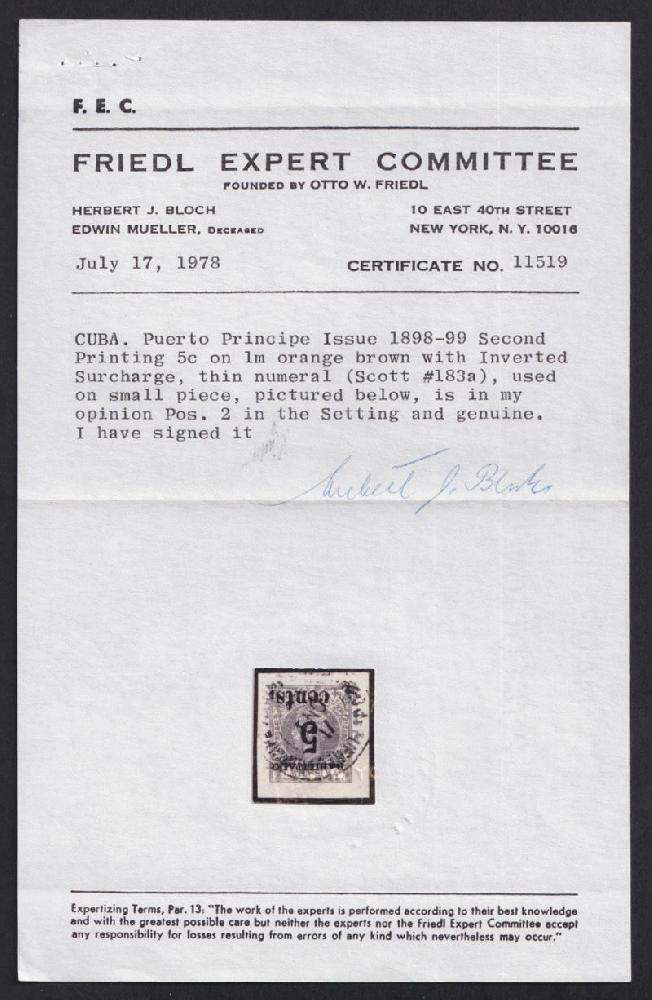 F. E. C.
FRIEDL EXPERT COMMITTEE
FOUNDED BY OTTO W. FRIEDL
HERBERT J. BLOCH
10 EAST 40TH STREET
EDWIN MUELLER, DECEASED
NEW YORK, N. Y. 10016
July 17, 1978
CERTIFICATE NO. 11519
CUBA. Puerto Principe Issue 1898-99 Second
Printing 5c on 1m orange brown with Inverted
Surcharge, thin numeral (Scott #183a), used
on small piece, pictured below, is in my
opinion Pos. 2 in the Setting and genuine.
I have signed it
Herbert J. Bloch
cents.
5
Expertizing Terms, Par. 13: "The work of the experts is performed according to their best knowledge
and with the greatest possible care but neither the experts nor the Friedl Expert Committee accept
any responsibility for losses resulting from errors of any kind which nevertheless may occur."